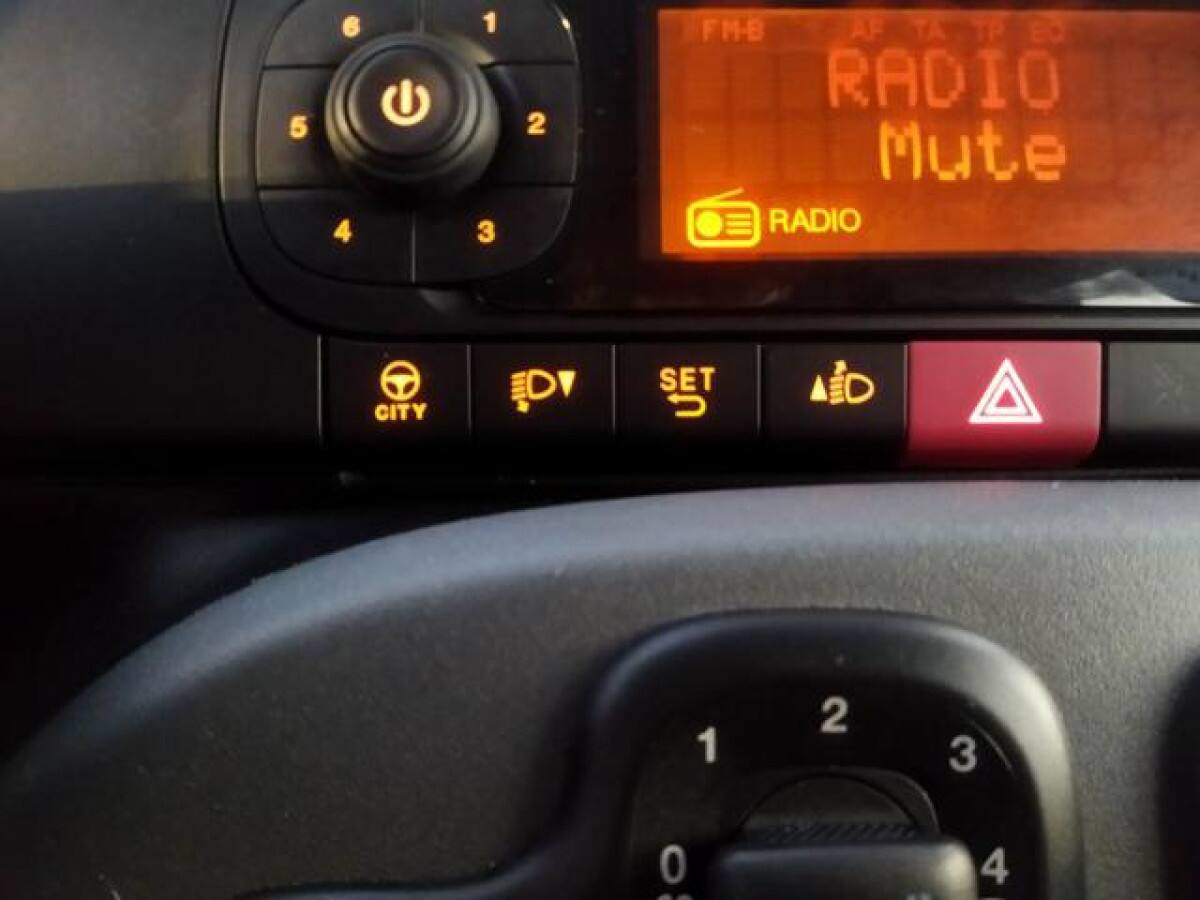 6 1
5 2
4 3
FM-B AF TA TP EQ
RADIO
Mute
RADIO
CITY
SET
1 2 3
0 4